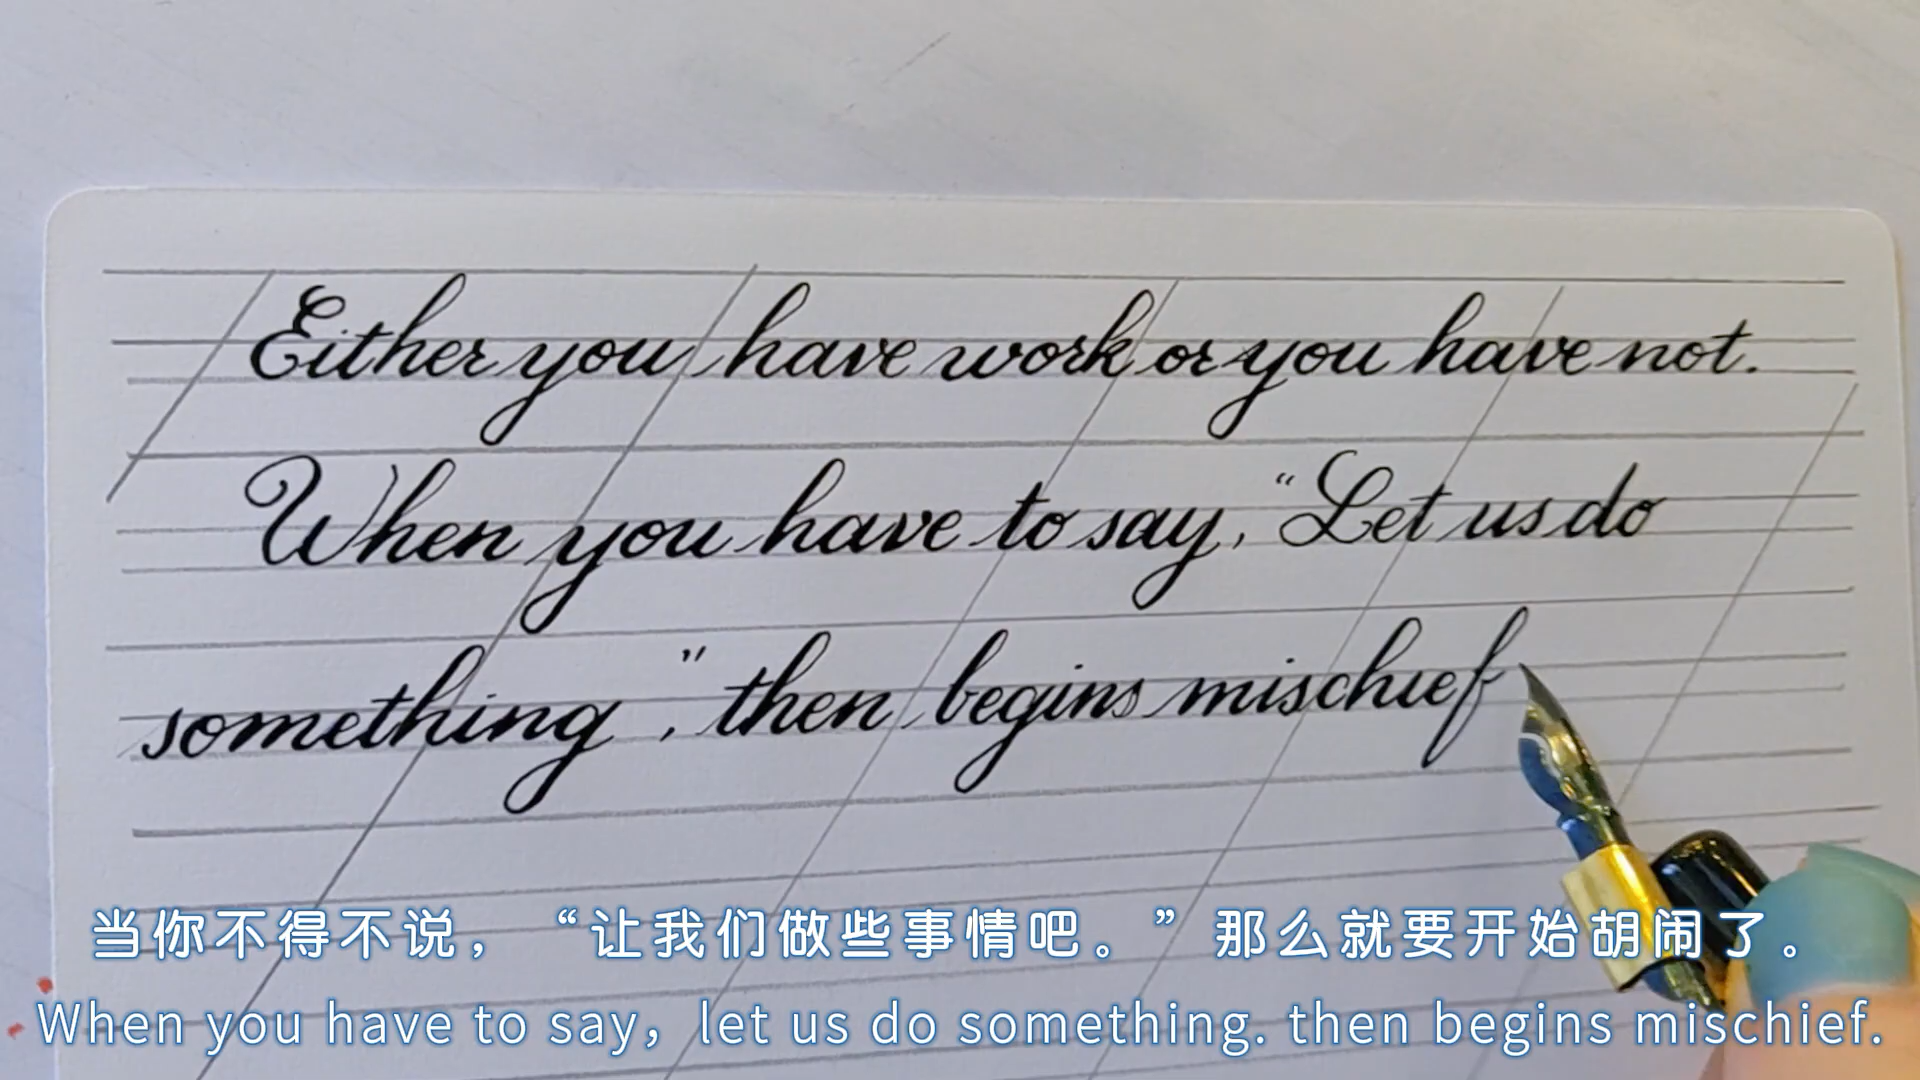 Either you have work or you have not.
When you have to say, “Let us do
something”, then begins mischief
当你不得不说，“让我们做些事情吧。”那么就要开始胡闹了。
When you have to say，let us do something. then begins mischief.